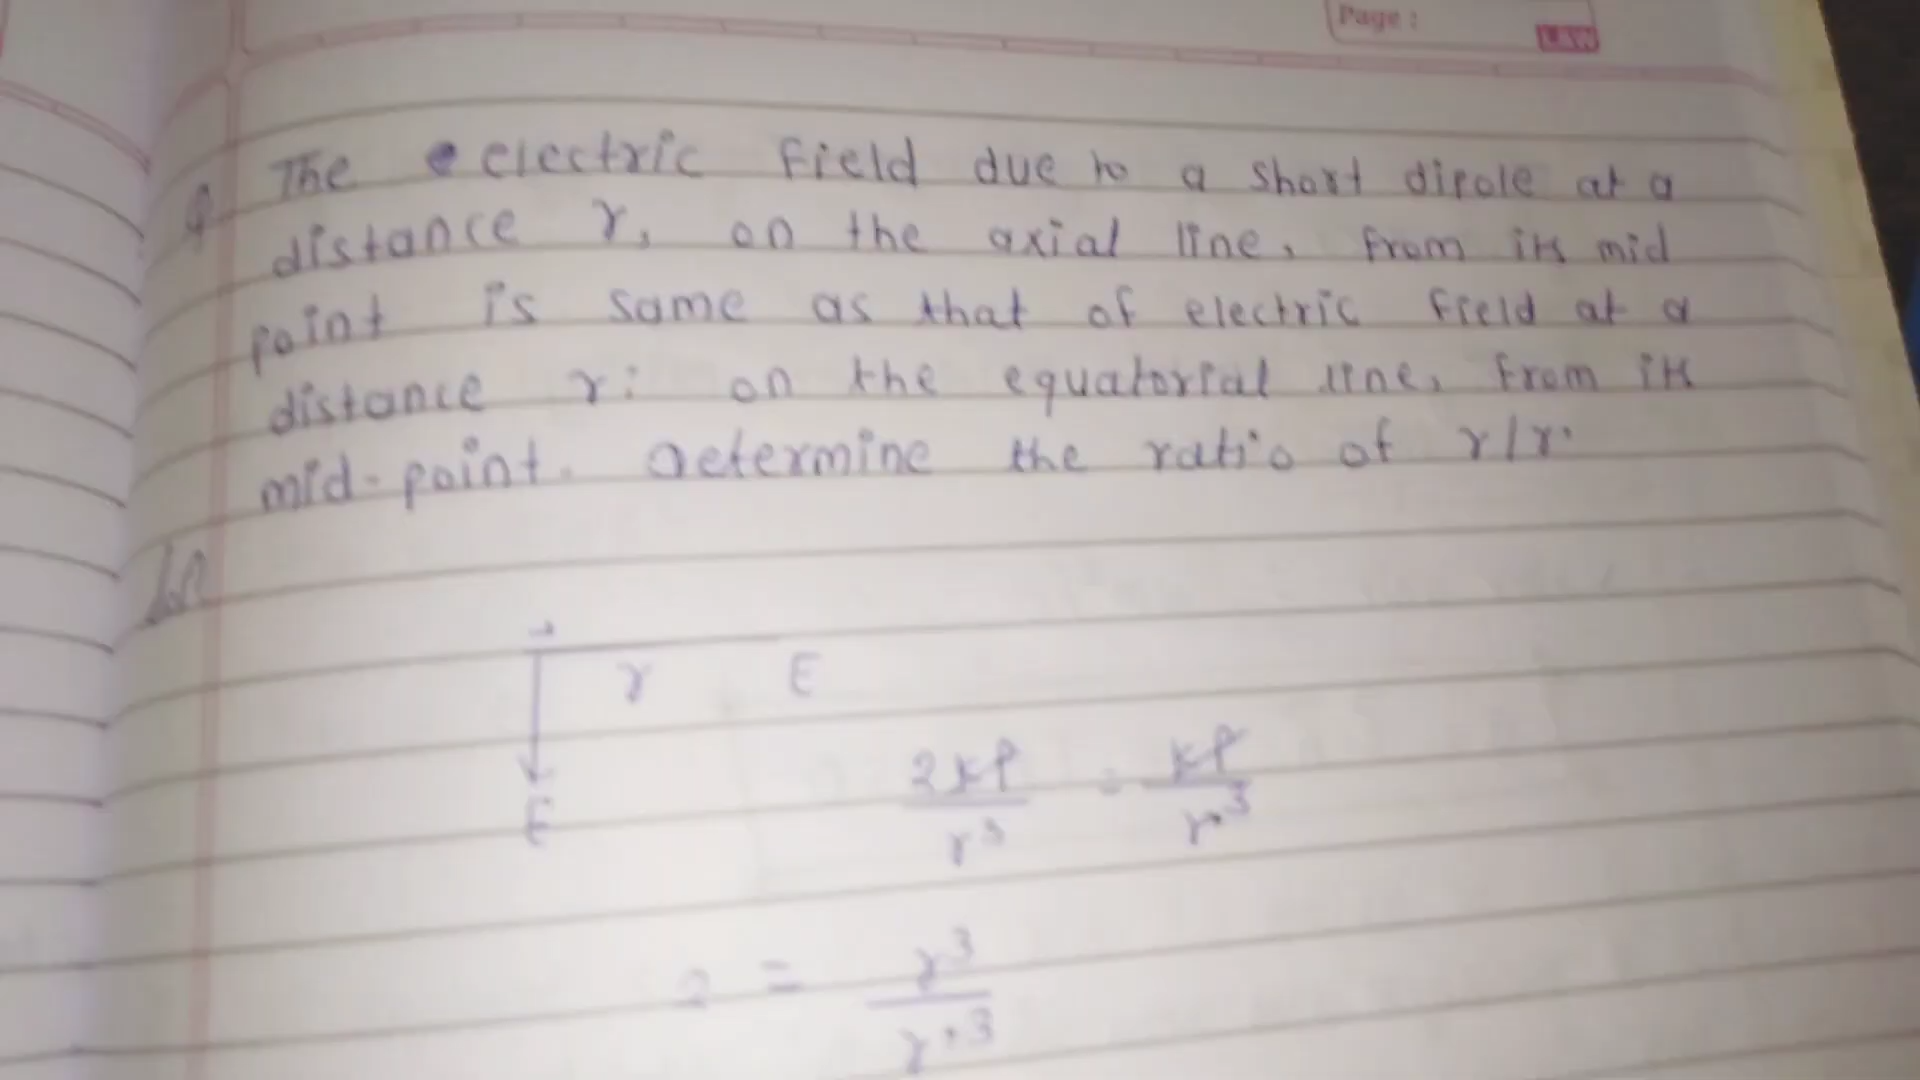 Page :
LAW
Q The electric field due to a short dipole at a
distance r, on the axial line, from its mid
point is same as that of electric field at a
distance r' on the equatorial line, from its
mid-point. Determine the ratio of r/r'
r E
E
2kp/r³ = kp/r'³
2 = r³/r'³